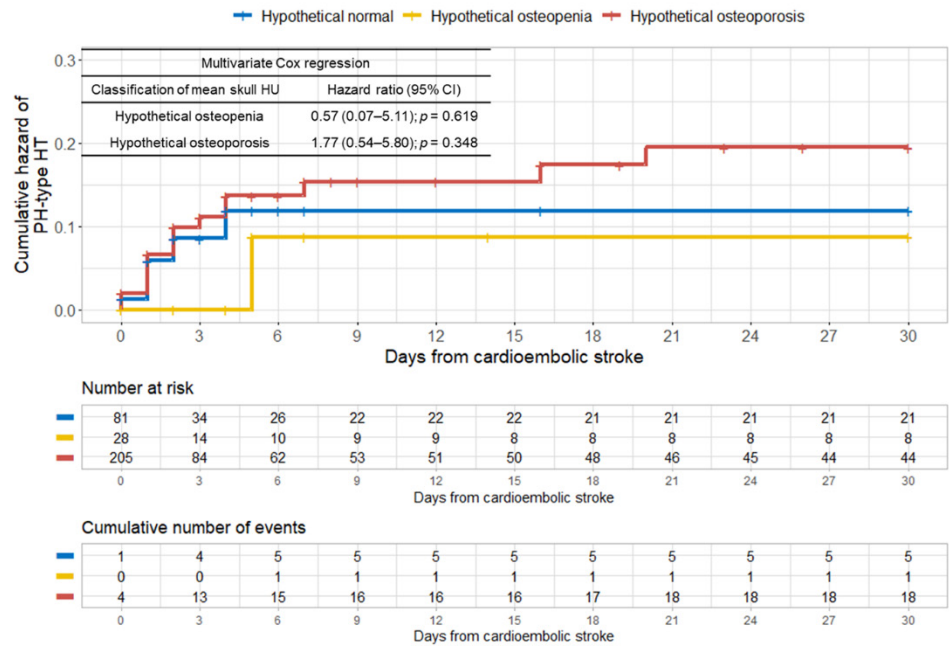 Hypothetical normal Hypothetical osteopenia Hypothetical osteoporosis
Multivariate Cox regression
Classification of mean skull HU Hazard ratio (95% CI)
Hypothetical osteopenia 0.57 (0.07–5.11); p = 0.619
Hypothetical osteoporosis 1.77 (0.54–5.80); p = 0.348
Cumulative hazard of
PH-type HT
0.3
0.2
0.1
0.0
0 3 6 9 12 15 18 21 24 27 30
Days from cardioembolic stroke
Number at risk
81 34 26 22 22 22 21 21 21 21 21
28 14 10 9 9 8 8 8 8 8 8
205 84 62 53 51 50 48 46 45 44 44
0 3 6 9 12 15 18 21 24 27 30
Days from cardioembolic stroke
Cumulative number of events
1 4 5 5 5 5 5 5 5 5 5
0 0 1 1 1 1 1 1 1 1 1
4 13 15 16 16 16 17 18 18 18 18
0 3 6 9 12 15 18 21 24 27 30
Days from cardioembolic stroke